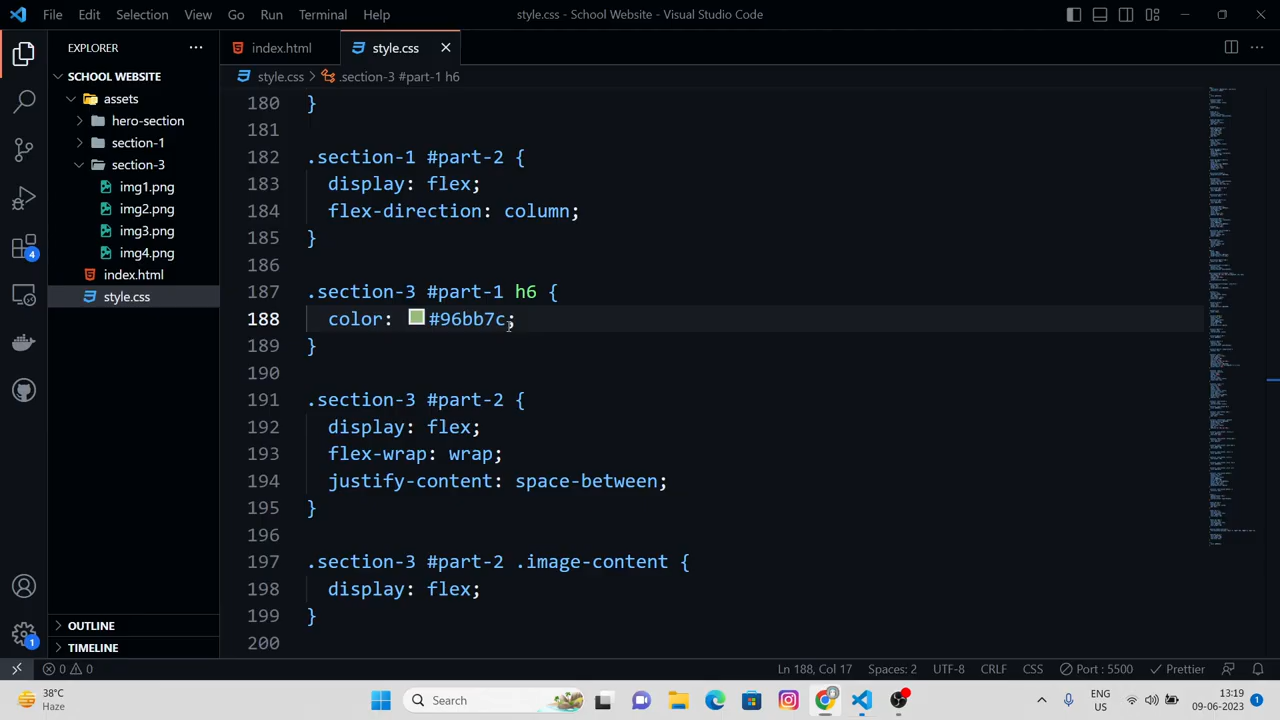 File Edit Selection View Go Run Terminal Help
style.css - School Website - Visual Studio Code
EXPLORER
SCHOOL WEBSITE
assets
hero-section
section-1
section-3
img1.png
img2.png
img3.png
img4.png
index.html
style.css
OUTLINE
TIMELINE
4
1
index.html style.css
style.css > .section-3 #part-1 h6
180 }
181
182 .section-1 #part-2 {
183 display: flex;
184 flex-direction: column;
185 }
186
187 .section-3 #part-1 h6 {
188 color: #96bb7c;
189 }
190
191 .section-3 #part-2 {
192 display: flex;
193 flex-wrap: wrap;
194 justify-content: space-between;
195 }
196
197 .section-3 #part-2 .image-content {
198 display: flex;
199 }
200
0 0
Ln 188, Col 17 Spaces: 2 UTF-8 CRLF CSS Port : 5500 Prettier
38°C
Haze
Search
ENG
US
13:19
09-06-2023
1